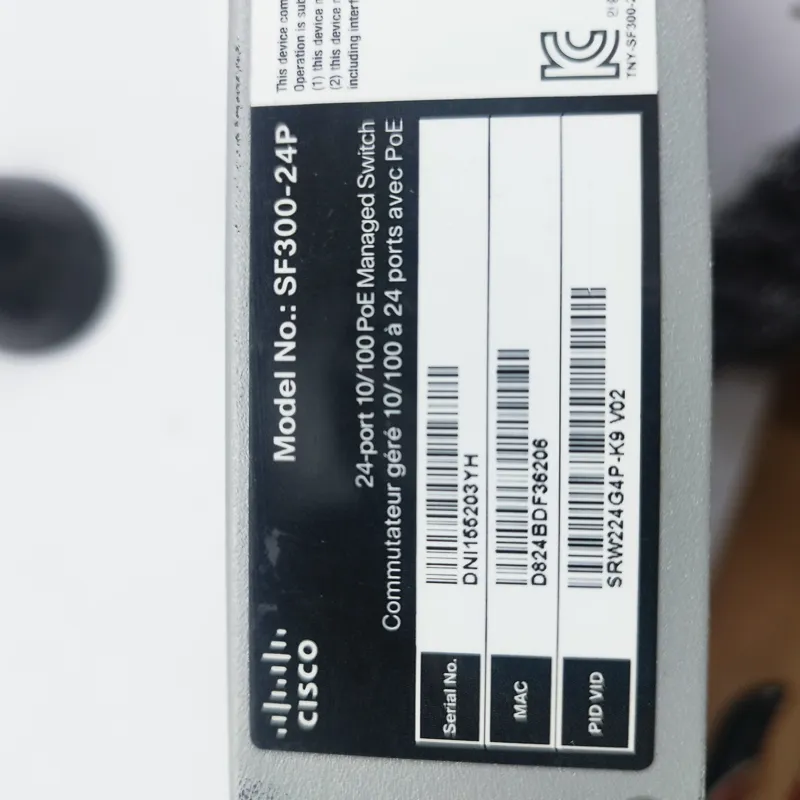 This device com
Operation is sub
(1) this device m
(2) this device m
including interf
TNY-SF300-2
CISCO
Model No.: SF300-24P
24-port 10/100 PoE Managed Switch
Commutateur géré 10/100 à 24 ports avec PoE
Serial No.
DNI155203YH
MAC
D824BDF36206
PID VID
SRW224G4P-K9 V02